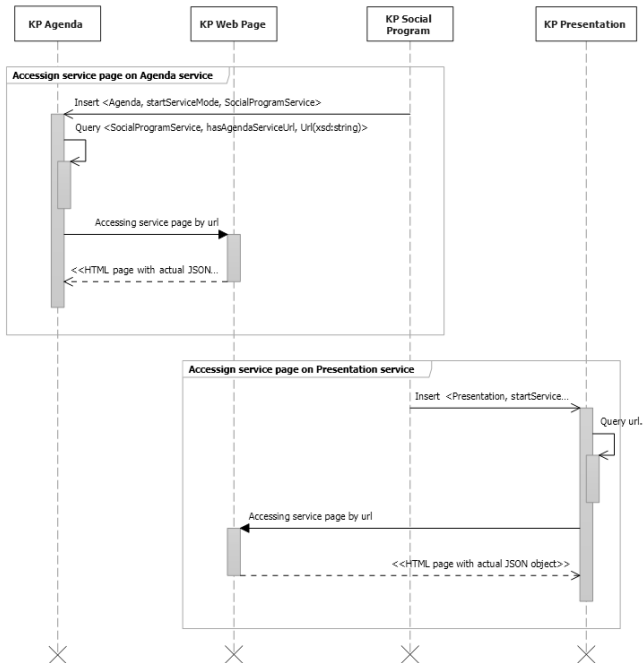 KP Agenda
KP Web Page
KP Social
Program
KP Presentation
Accessign service page on Agenda service
Insert <Agenda, startServiceMode, SocialProgramService>
Query <SocialProgramService, hasAgendaServiceUrl, Url(xsd:string)>
Accessing service page by url
<<HTML page with actual JSON...
Accessign service page on Presentation service
Insert <Presentation, startService...
Query url..
Accessing service page by url
<<HTML page with actual JSON object>>